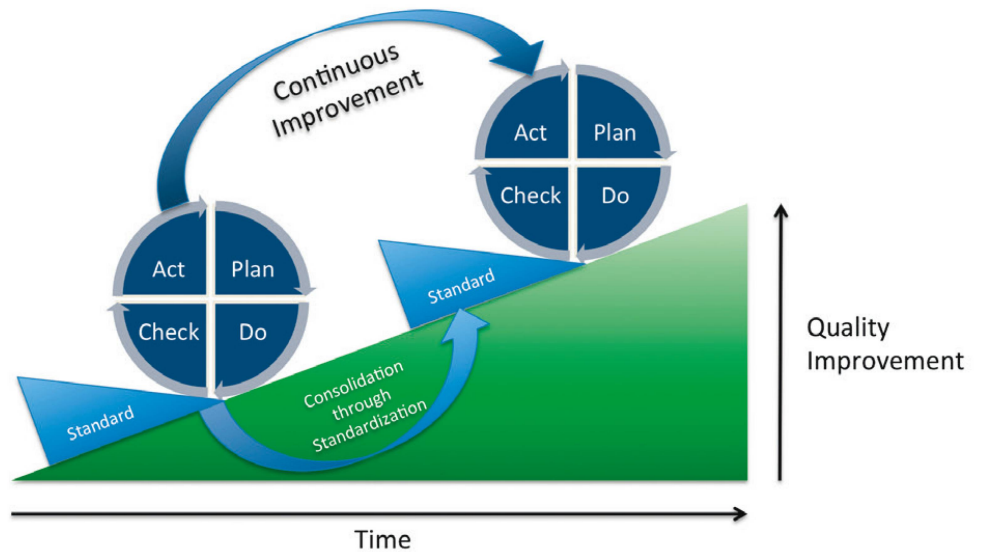 Continuous
Improvement
Act
Plan
Check
Do
Standard
Act
Plan
Check
Do
Standard
Consolidation
through
Standardization
Quality
Improvement
Time